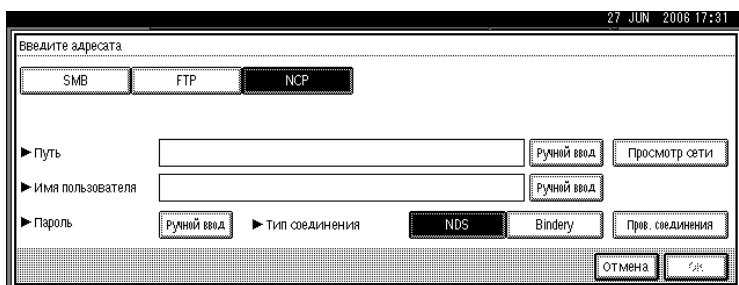 27 JUN 2006 17:31
Введите адресата
SMB FTP NCP
►Путь Ручной ввод Просмотр сети
►Имя пользователя Ручной ввод
►Пароль Ручной ввод ►Тип соединения NDS Bindery Пров. соединения
Отмена OK